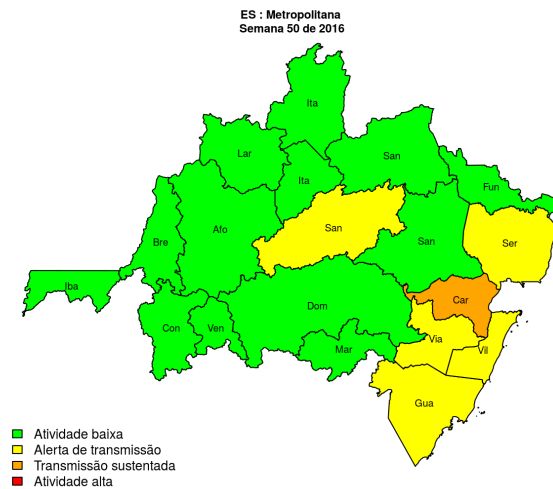 ES : Metropolitana
Semana 50 de 2016
Ita
Lar
San
Ita
Fun
San
Afo
Bre
San
Ser
Iba
Car
Dom
Con
Ven
Via
Mar
Vil
Gua
Atividade baixa
Alerta de transmissão
Transmissão sustentada
Atividade alta